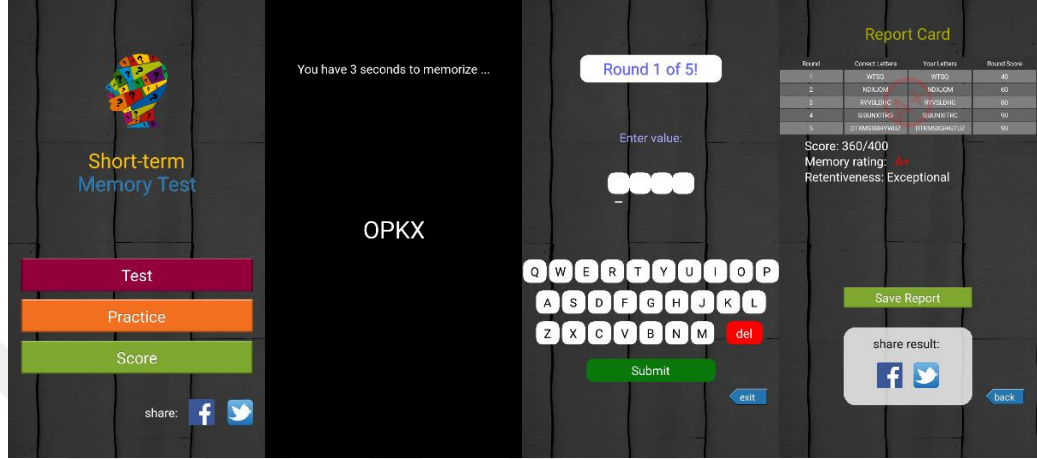 Short-term
Memory Test
Test
Practice
Score
share:
You have 3 seconds to memorize ...
OPKX
Round 1 of 5!
Enter value:
Q W E R T Y U I O P
A S D F G H J K L
Z X C V B N M del
Submit
exit
Report Card
Round Correct Letters Your Letters Round Score
1 WTSQ WTSQ 40
2 NDXJQM NDXJQM 60
3 RYVSLDHC RYVSLDHC 80
4 90
5 90
Score: 360/400
Memory rating: A+
Retentiveness: Exceptional
Save Report
share result:
back